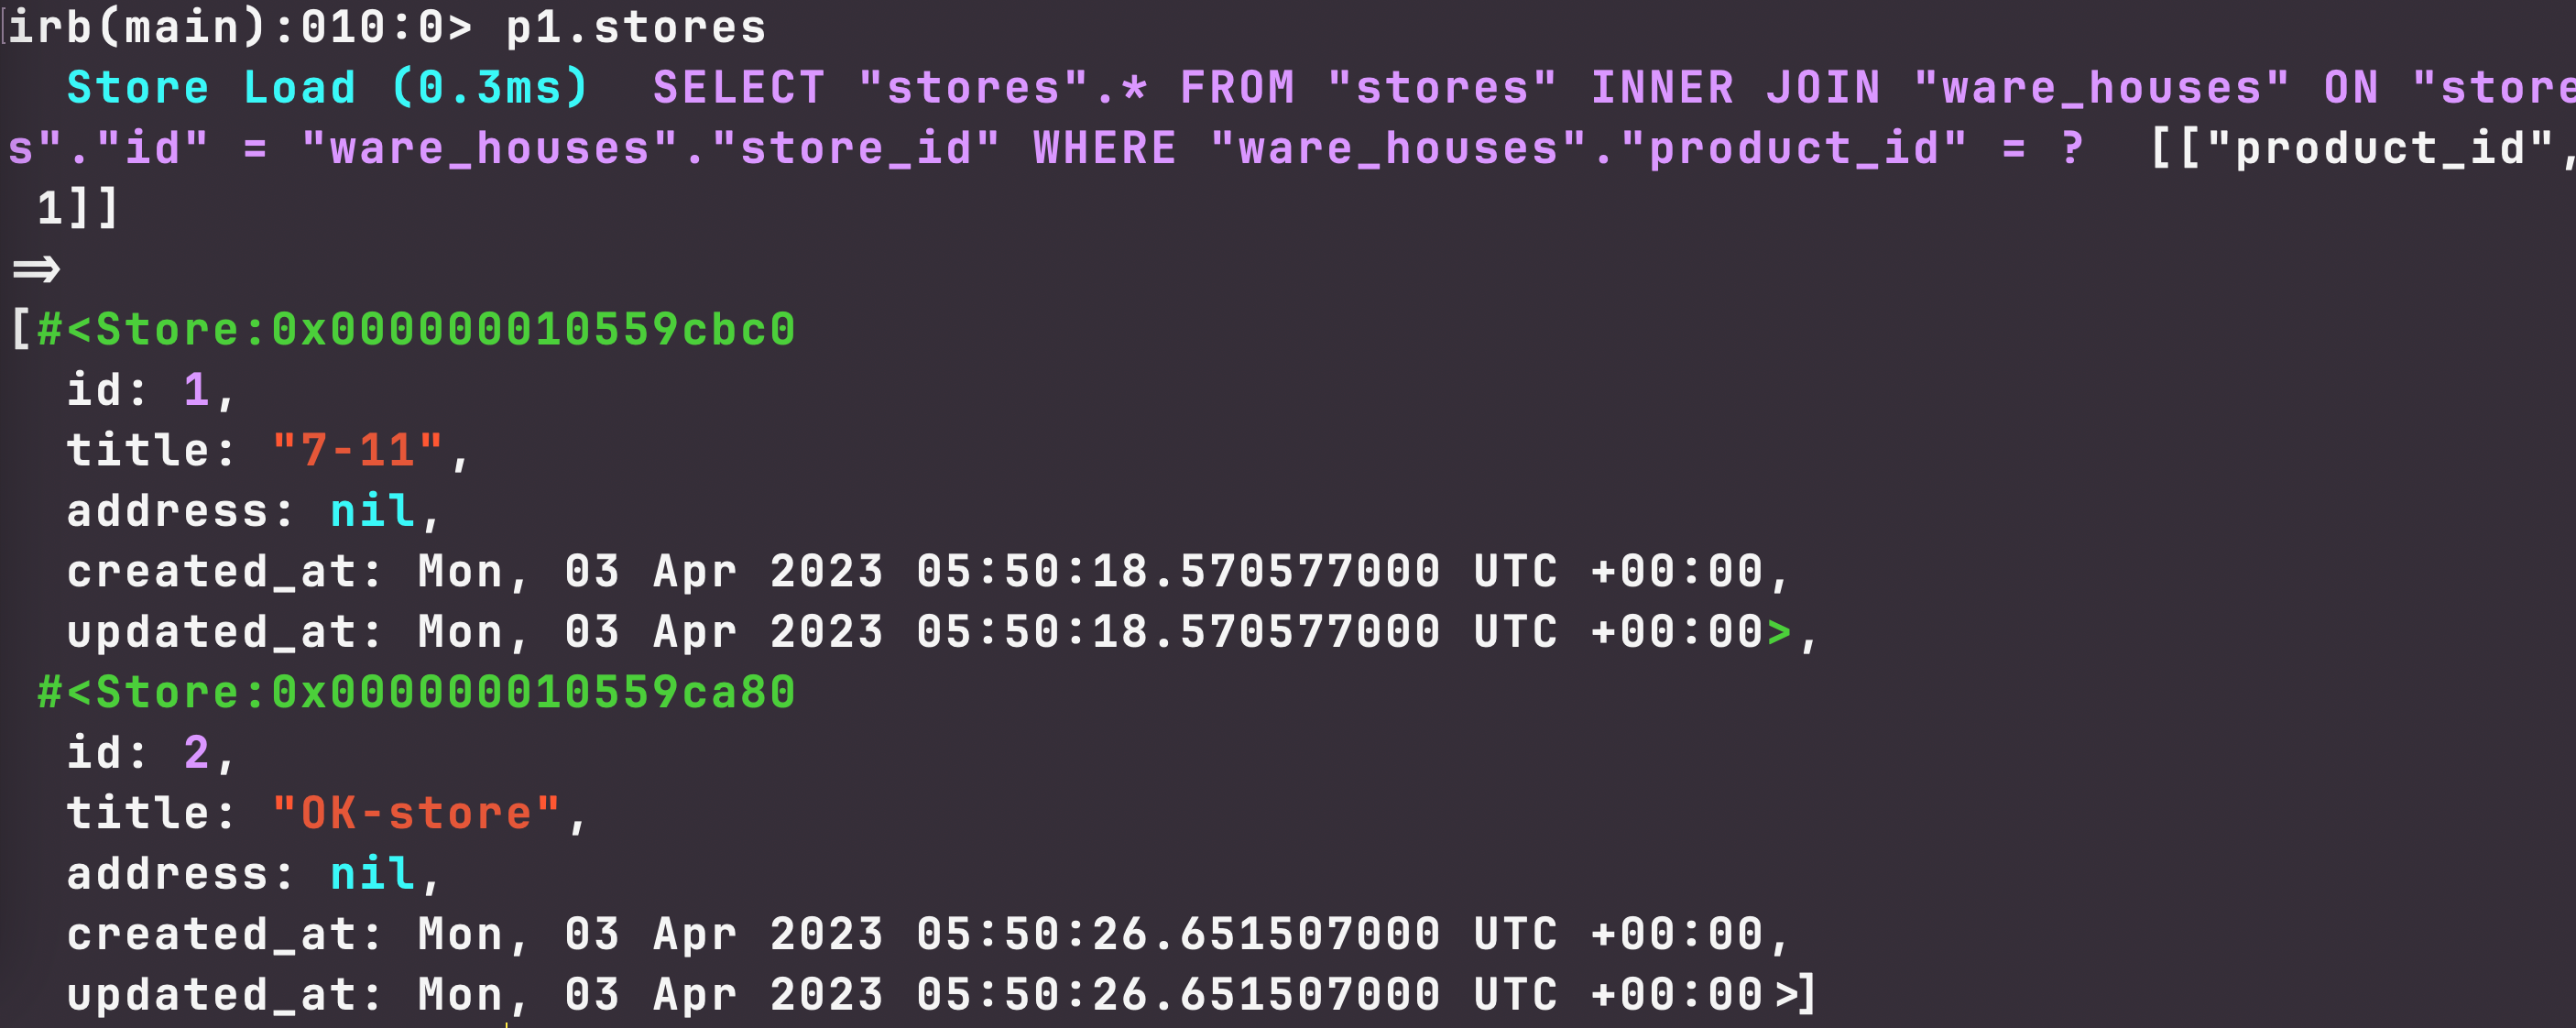 irb(main):010:0> p1.stores
  Store Load (0.3ms)  SELECT "stores".* FROM "stores" INNER JOIN "ware_houses" ON "store
s"."id" = "ware_houses"."store_id" WHERE "ware_houses"."product_id" = ?  [["product_id",
 1]]
=>
[#<Store:0x000000010559cbc0
  id: 1,
  title: "7-11",
  address: nil,
  created_at: Mon, 03 Apr 2023 05:50:18.570577000 UTC +00:00,
  updated_at: Mon, 03 Apr 2023 05:50:18.570577000 UTC +00:00>,
 #<Store:0x000000010559ca80
  id: 2,
  title: "OK-store",
  address: nil,
  created_at: Mon, 03 Apr 2023 05:50:26.651507000 UTC +00:00,
  updated_at: Mon, 03 Apr 2023 05:50:26.651507000 UTC +00:00>]